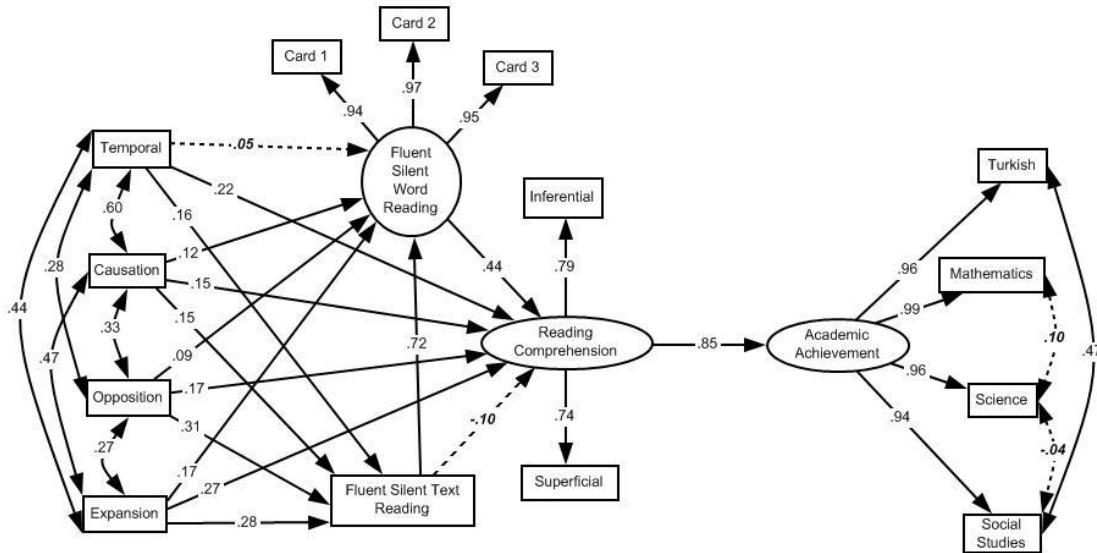 Card 2
Card 1
Card 3
.94
.97
.95
Temporal
.05
Fluent
Silent
Word
Reading
Turkish
.22
Inferential
.60
.16
.12
Causation
.28
.15
.44
.79
.96
Mathematics
.99
.15
.44
.33
.47
.72
Reading
Comprehension
.85
Academic
Achievement
.10
.47
.09
.96
Opposition
.17
Science
.31
-.10
.74
.94
.27
-.04
.17
.27
Fluent Silent Text
Reading
Superficial
Expansion
.28
Social
Studies